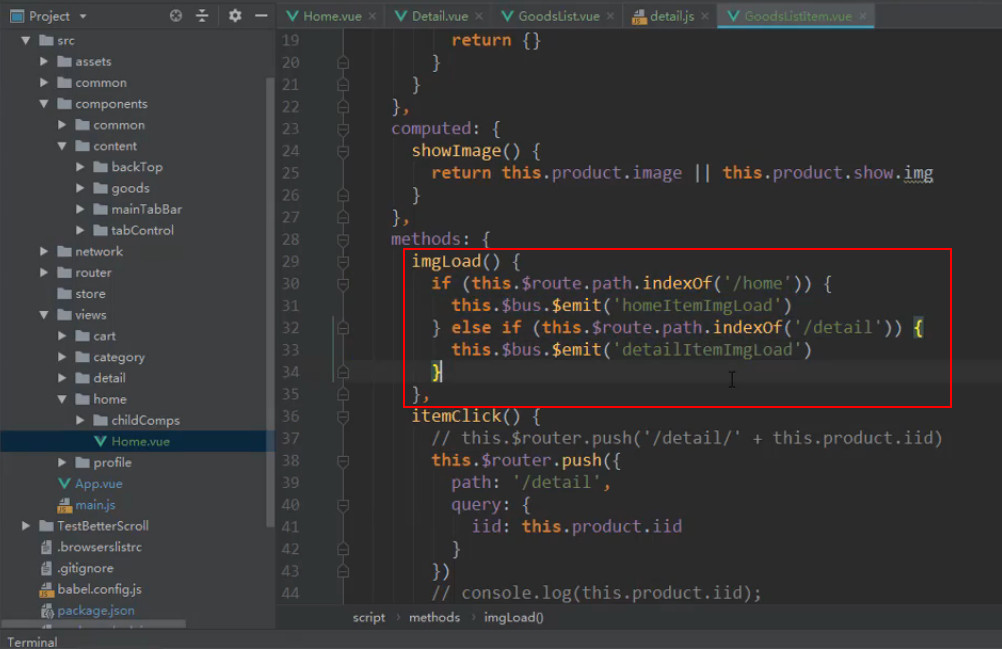 Project
Home.vue
Detail.vue
GoodsList.vue
detail.js
GoodsListItem.vue
src
assets
common
components
common
content
backTop
goods
mainTabBar
tabControl
network
router
store
views
cart
category
detail
home
childComps
Home.vue
profile
App.vue
main.js
TestBetterScroll
.browserslistrc
.gitignore
babel.config.js
package.json
19 return {}
20 }
21 }
22 },
23 computed: {
24 showImage() {
25 return this.product.image || this.product.show.img
26 }
27 },
28 methods: {
29 imgLoad() {
30 if (this.$route.path.indexOf('/home')) {
31 this.$bus.$emit('homeItemImgLoad')
32 } else if (this.$route.path.indexOf('/detail')) {
33 this.$bus.$emit('detailItemImgLoad')
34 }
35 },
36 itemClick() {
37 // this.$router.push('/detail/' + this.product.iid)
38 this.$router.push({
39 path: '/detail',
40 query: {
41 iid: this.product.iid
42 }
43 })
44 // console.log(this.product.iid);
script › methods › imgLoad()
Terminal